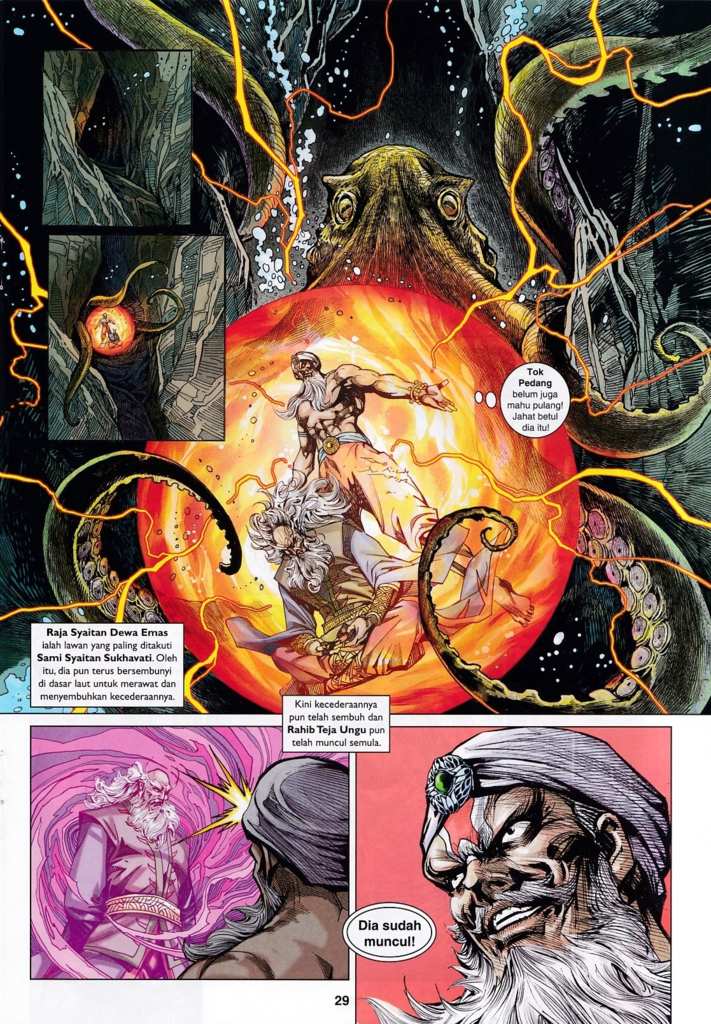 Tok
Pedang
belum juga
mahu pulang!
Jahat betul
dia itu!
Raja Syaitan Dewa Emas
ialah lawan yang paling ditakuti
Sami Syaitan Sukhavati. Oleh
itu, dia pun terus bersembunyi
di dasar laut untuk merawat dan
menyembuhkan kecederaannya.
Kini kecederaannya
pun telah sembuh dan
Rahib Teja Ungu pun
telah muncul semula.
Dia sudah
muncul!
29